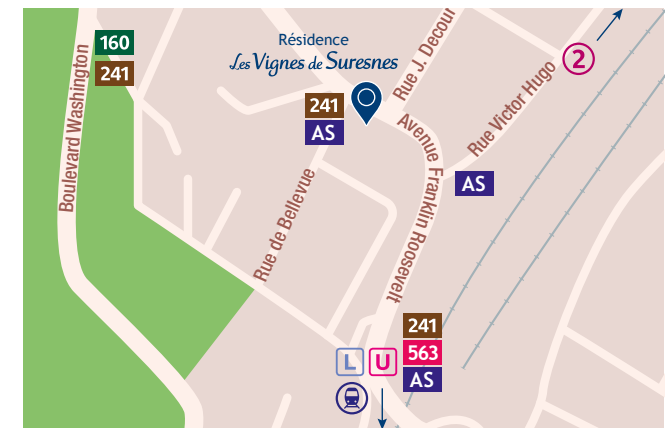 160
241
Boulevard Washington
Résidence
Les Vignes de Suresnes
241
AS
Rue J. Decour
2
Rue Victor Hugo
Avenue Franklin Roosevelt
AS
Rue de Bellevue
241
563
AS
L
U